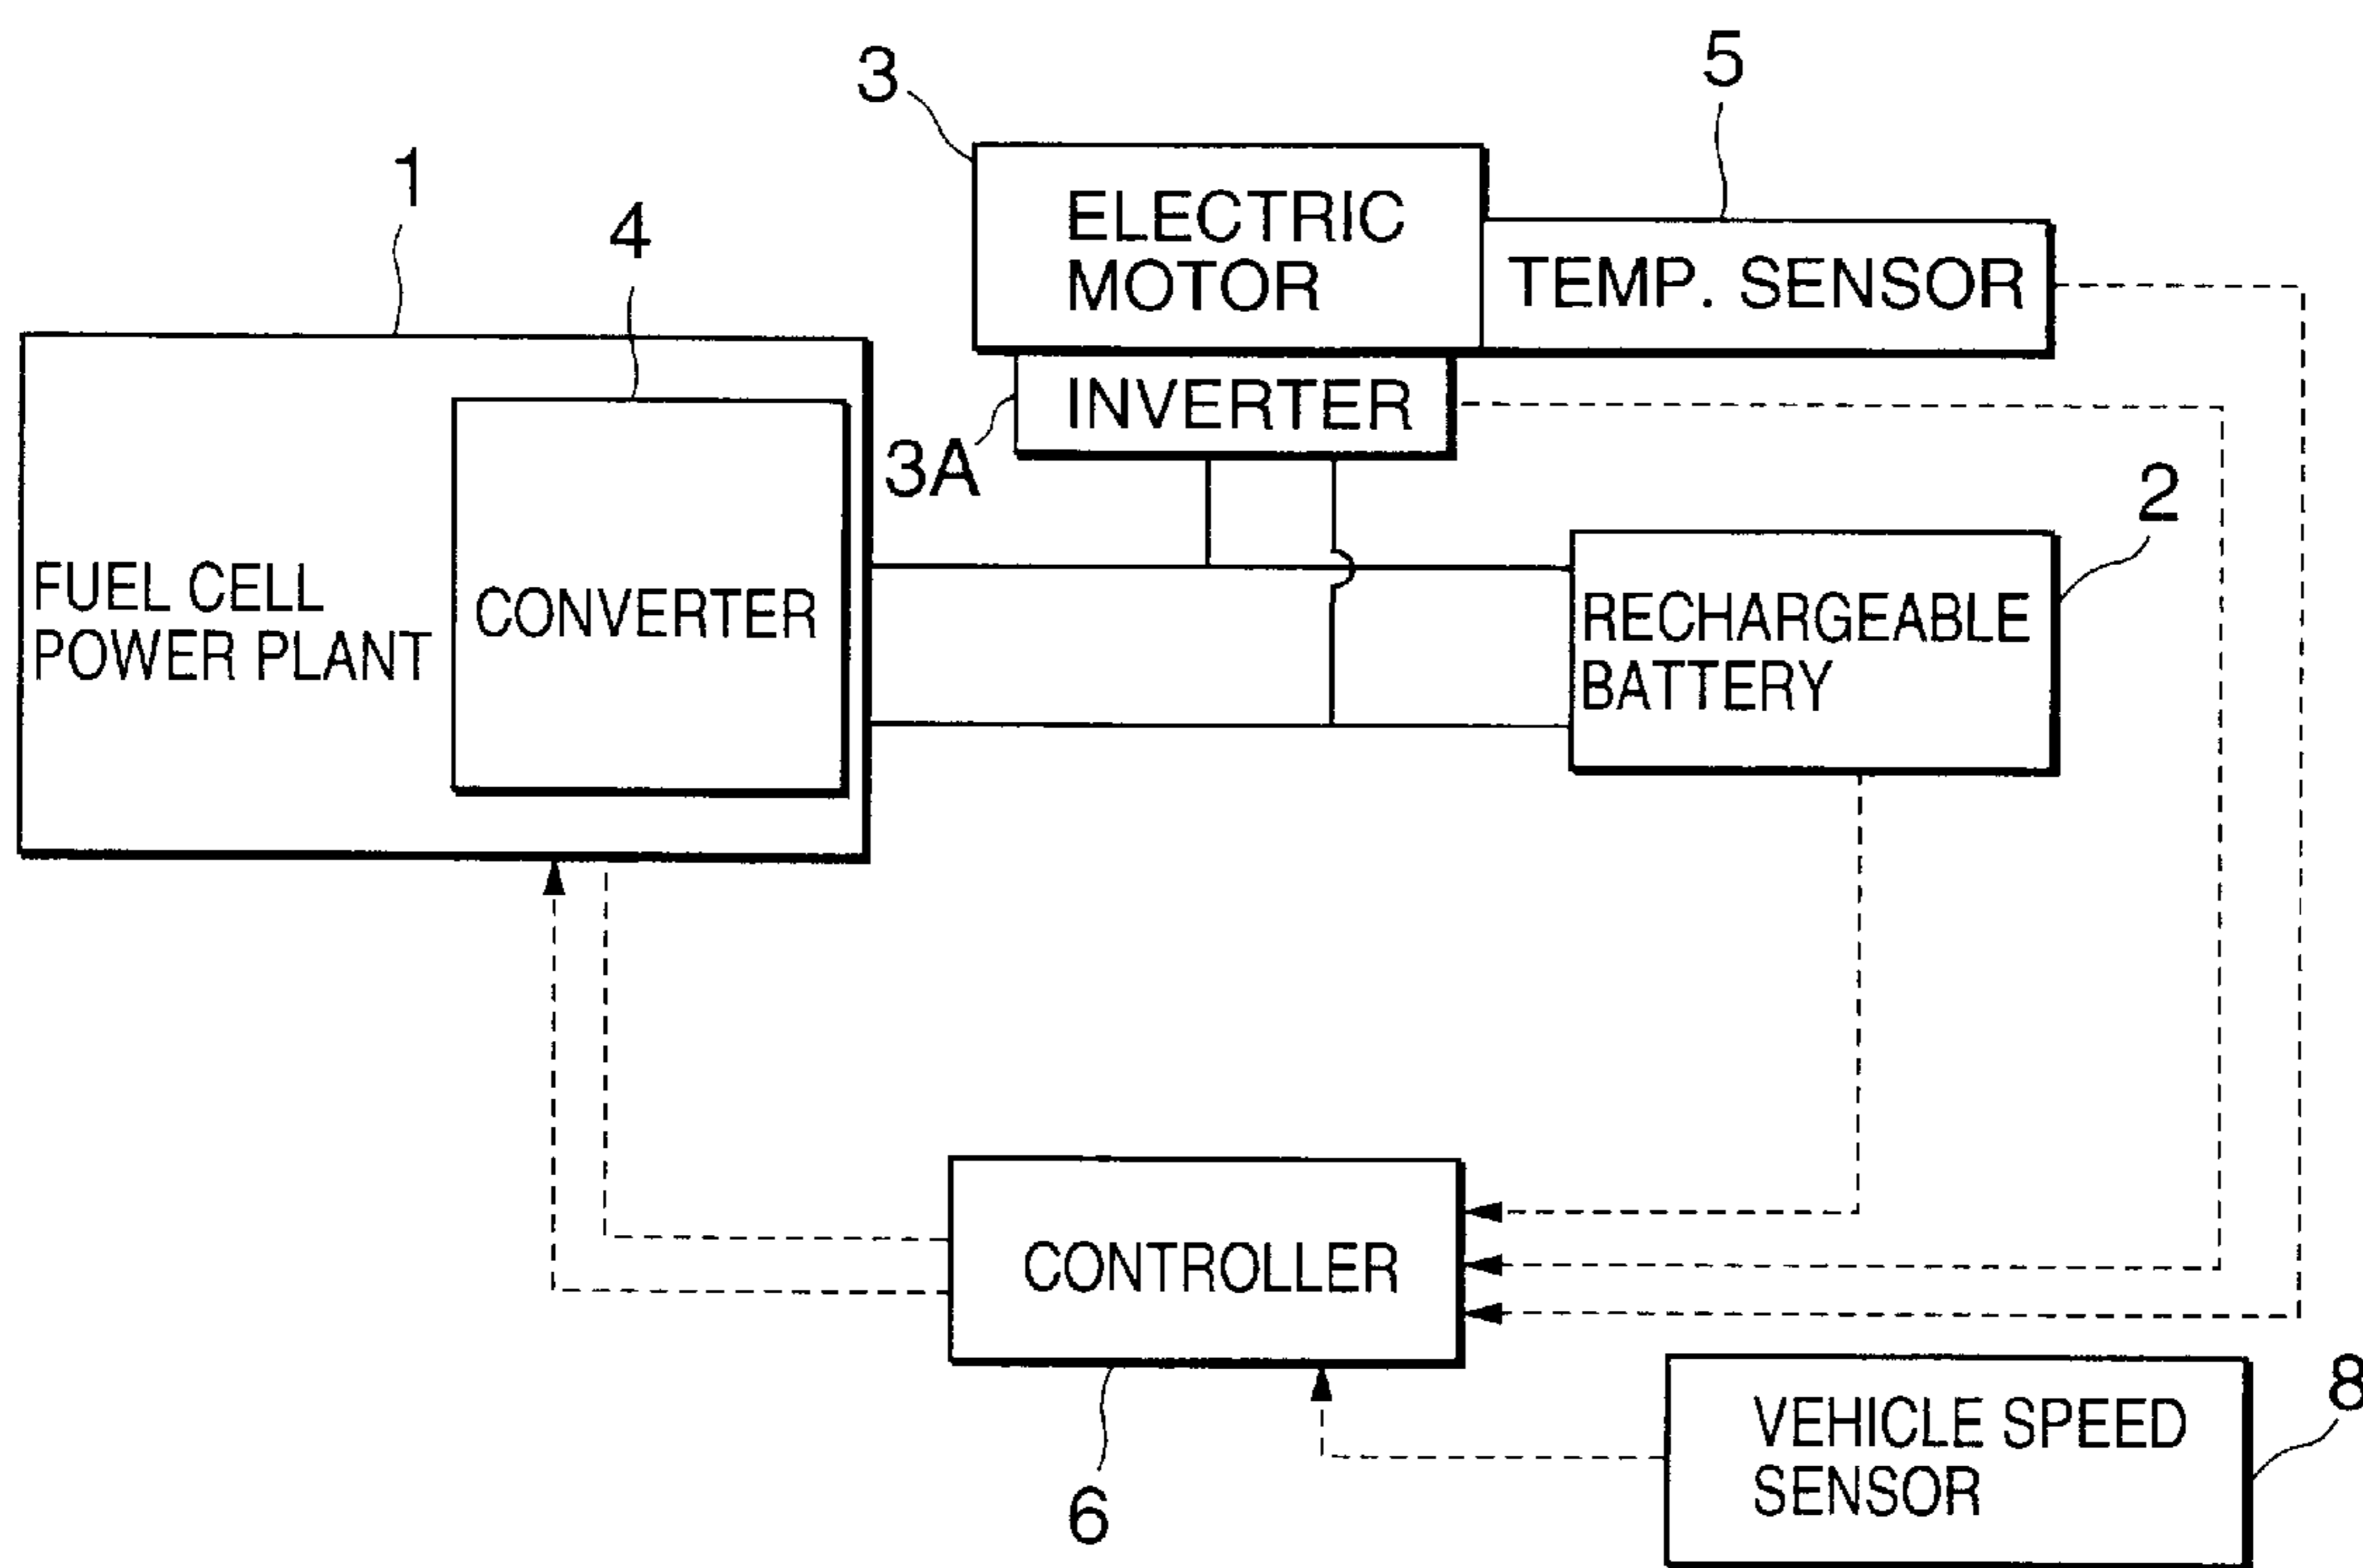 3
5
1
4
ELECTRIC
MOTOR
TEMP. SENSOR
INVERTER
3A
2
FUEL CELL
POWER PLANT
CONVERTER
RECHARGEABLE
BATTERY
CONTROLLER
6
VEHICLE SPEED
SENSOR
8